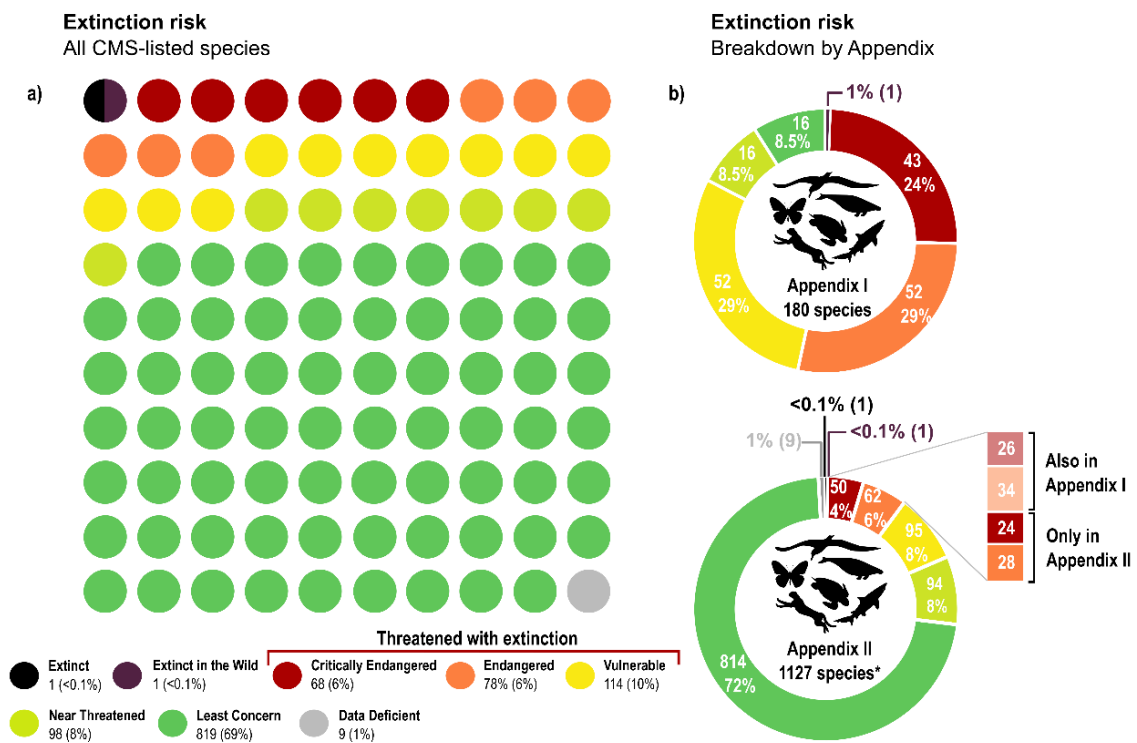 Extinction risk
All CMS-listed species
a)
Extinction risk
Breakdown by Appendix
b)
1% (1)
16
8.5%
16
8.5%
43
24%
52
29%
52
29%
Appendix I
180 species
<0.1% (1)
<0.1% (1)
1% (9)
50
4%
62
6%
95
8%
94
8%
814
72%
Appendix II
1127 species*
26
34
Also in
Appendix I
24
28
Only in
Appendix II
Threatened with extinction
Extinct
1 (<0.1%)
Extinct in the Wild
1 (<0.1%)
Critically Endangered
68 (6%)
Endangered
78% (6%)
Vulnerable
114 (10%)
Near Threatened
98 (8%)
Least Concern
819 (69%)
Data Deficient
9 (1%)